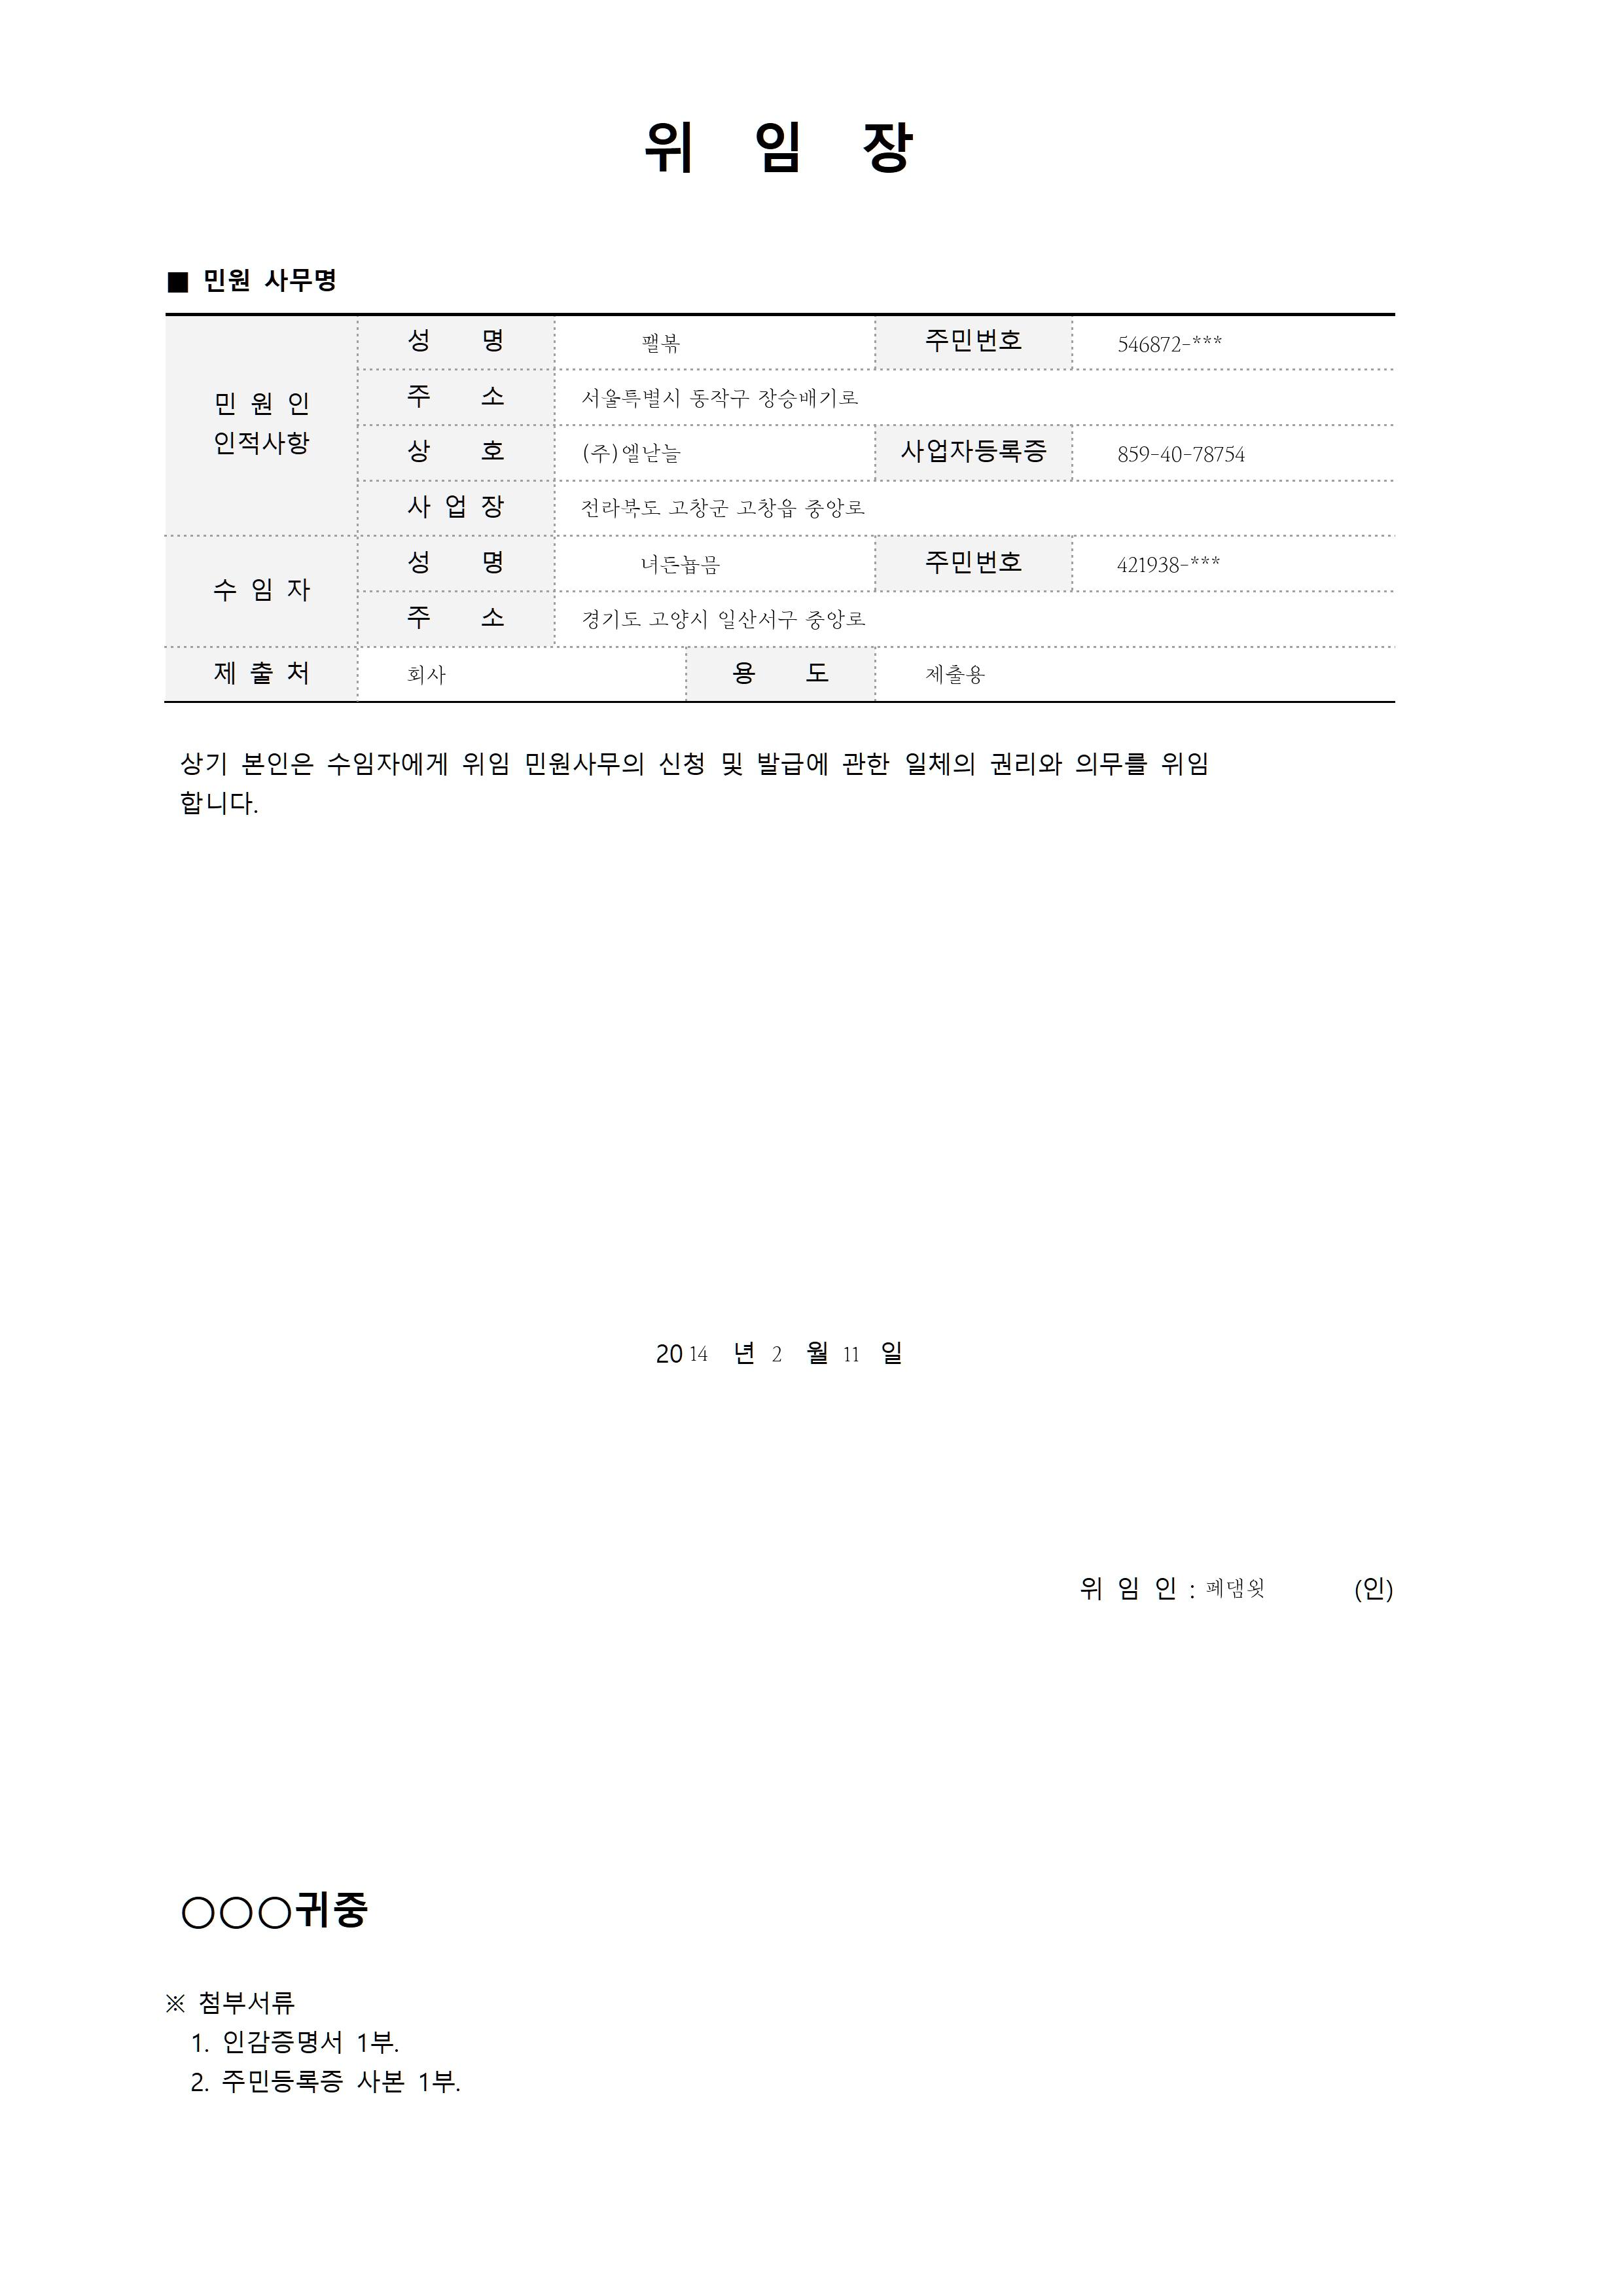 위 임 장
■ 민원 사무명
민 원 인 인적사항
성 명 팰볶 주민번호 546872-***
주 소 서울특별시 동작구 장승배기로
상 호 (주)엘낟늘 사업자등록증 859-40-78754
사 업 장 전라북도 고창군 고창읍 중앙로
수 임 자
성 명 녀든늅믐 주민번호 421938-***
주 소 경기도 고양시 일산서구 중앙로
제 출 처 회사 용 도 제출용
상기 본인은 수임자에게 위임 민원사무의 신청 및 발급에 관한 일체의 권리와 의무를 위임
합니다.
20 14 년 2 월 11 일
위 임 인 : 페댐욋 (인)
○○○귀중
※ 첨부서류
1. 인감증명서 1부.
2. 주민등록증 사본 1부.